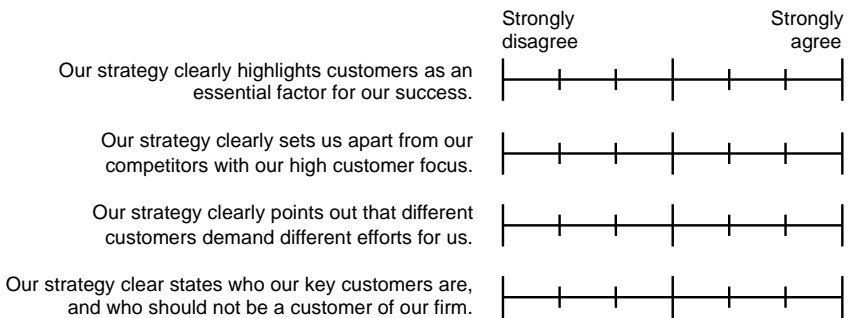 Strongly disagree
Strongly agree
Our strategy clearly highlights customers as an
essential factor for our success.
Our strategy clearly sets us apart from our
competitors with our high customer focus.
Our strategy clearly points out that different
customers demand different efforts for us.
Our strategy clear states who our key customers are,
and who should not be a customer of our firm.